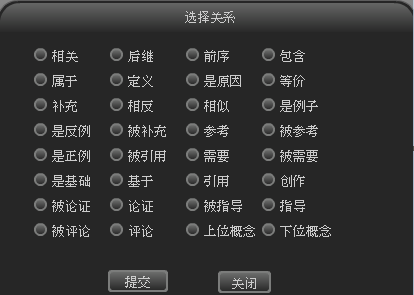 选择关系
相关 后继 前序 包含
属于 定义 是原因 等价
补充 相反 相似 是例子
是反例 被补充 参考 被参考
是正例 被引用 需要 被需要
是基础 基于 引用 创作
被论证 论证 被指导 指导
被评论 评论 上位概念 下位概念
提交 关闭